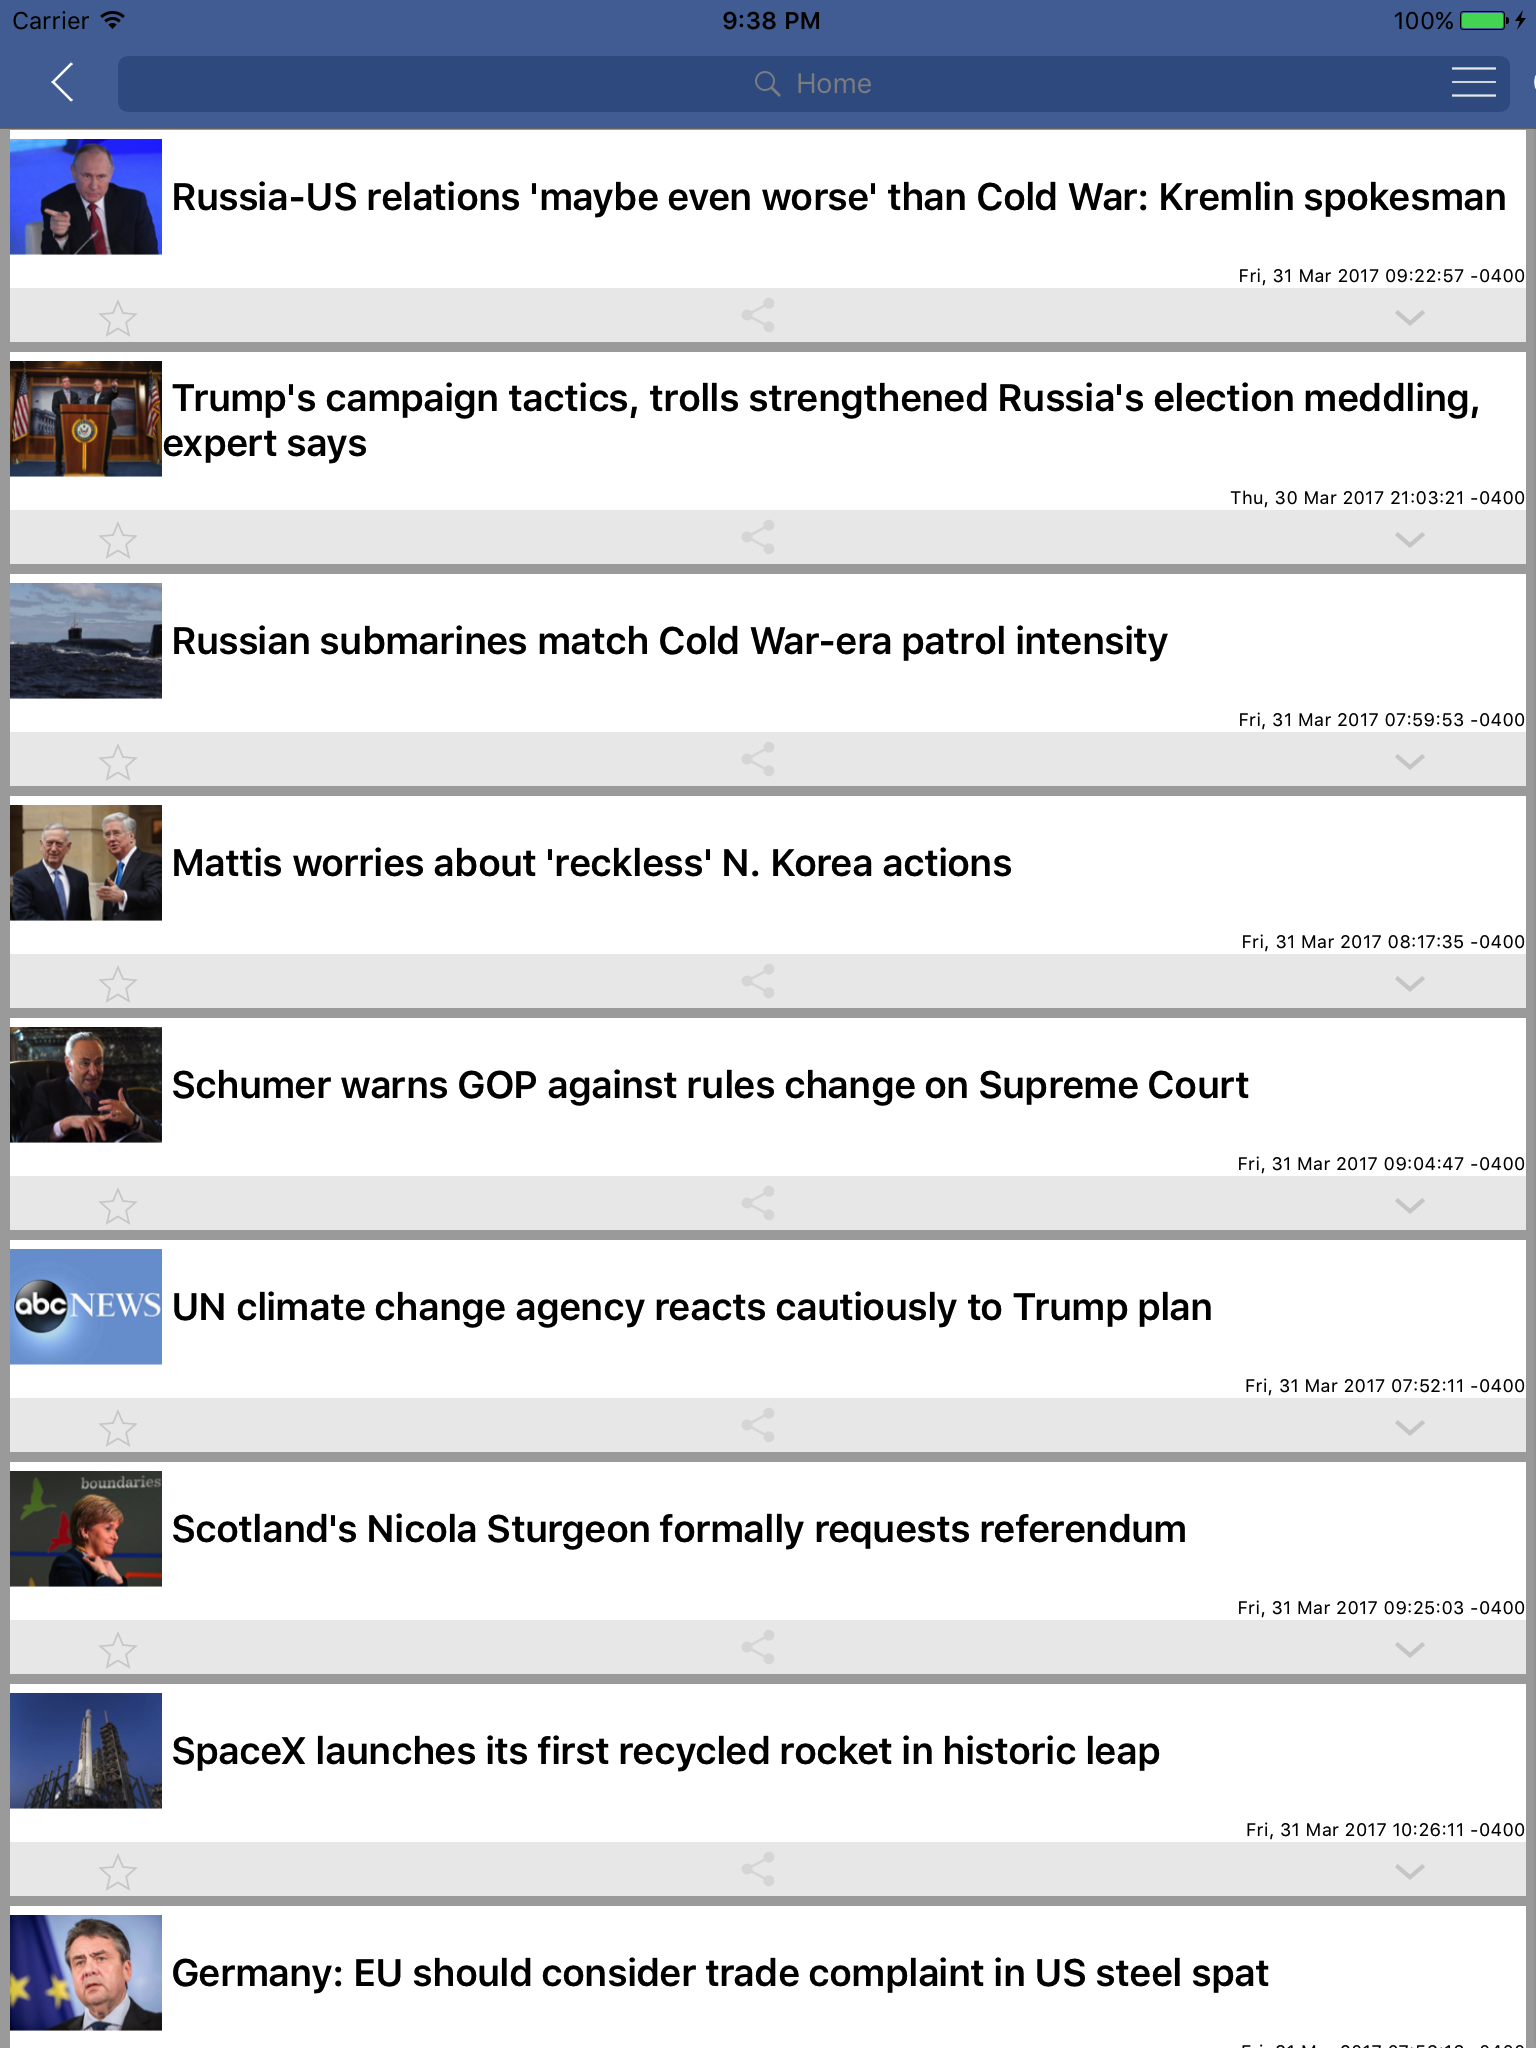 Carrier 9:38 PM 100%
Home
Russia-US relations 'maybe even worse' than Cold War: Kremlin spokesman
Fri, 31 Mar 2017 09:22:57 -0400
Trump's campaign tactics, trolls strengthened Russia's election meddling,
expert says
Thu, 30 Mar 2017 21:03:21 -0400
Russian submarines match Cold War-era patrol intensity
Fri, 31 Mar 2017 07:59:53 -0400
Mattis worries about 'reckless' N. Korea actions
Fri, 31 Mar 2017 08:17:35 -0400
Schumer warns GOP against rules change on Supreme Court
Fri, 31 Mar 2017 09:04:47 -0400
abc NEWS
UN climate change agency reacts cautiously to Trump plan
Fri, 31 Mar 2017 07:52:11 -0400
boundaries
Scotland's Nicola Sturgeon formally requests referendum
Fri, 31 Mar 2017 09:25:03 -0400
SpaceX launches its first recycled rocket in historic leap
Fri, 31 Mar 2017 10:26:11 -0400
Germany: EU should consider trade complaint in US steel spat